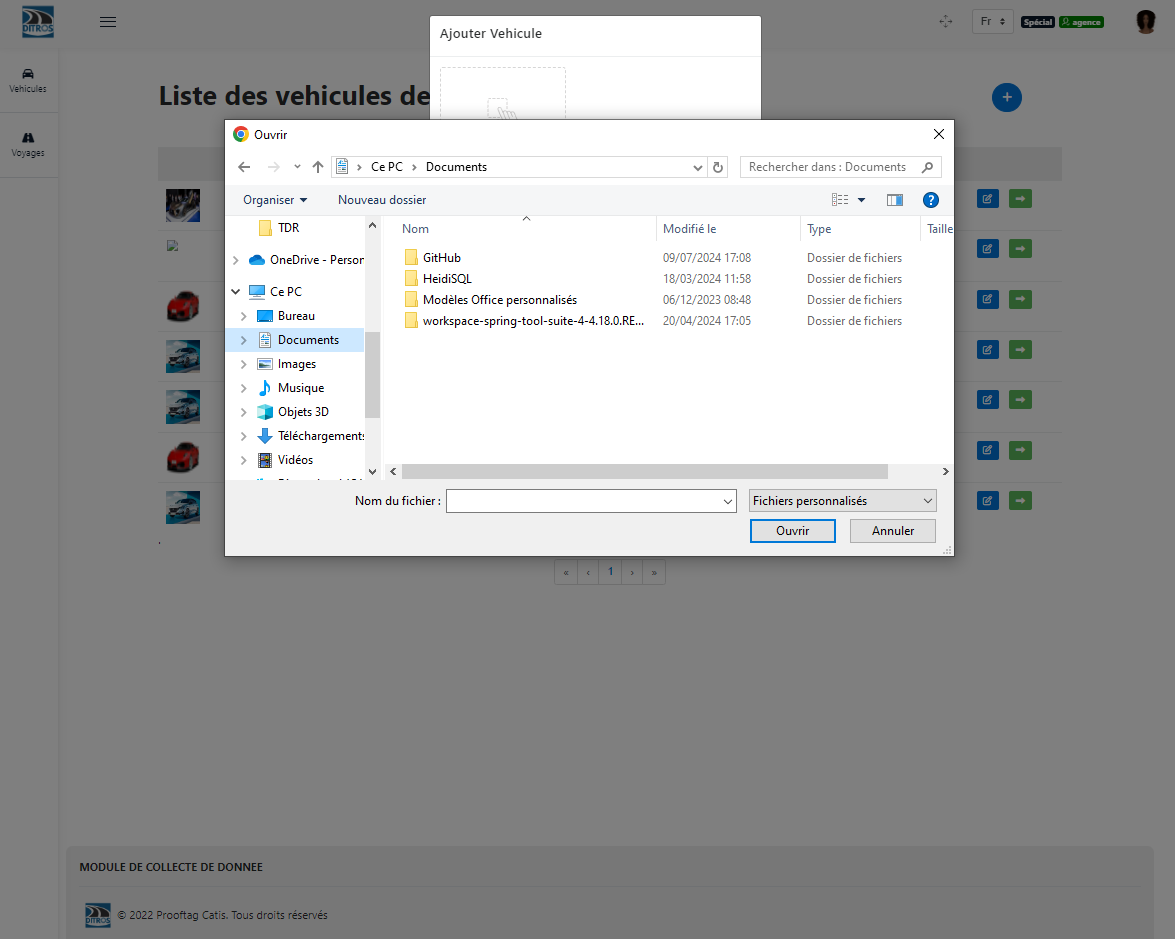 DITROS
Fr
Spécial
agence
Ajouter Vehicule
Vehicules
Voyages
Liste des vehicules de
Ouvrir
Ce PC
Documents
Rechercher dans : Documents
Organiser
Nouveau dossier
TDR
OneDrive - Person
Ce PC
Bureau
Documents
Images
Musique
Objets 3D
Téléchargements
Vidéos
Nom Modifié le Type Taille
GitHub 09/07/2024 17:08 Dossier de fichiers
HeidiSQL 18/03/2024 11:58 Dossier de fichiers
Modèles Office personnalisés 06/12/2023 08:48 Dossier de fichiers
workspace-spring-tool-suite-4-4.18.0.RE... 20/04/2024 17:05 Dossier de fichiers
Nom du fichier :
Fichiers personnalisés
Ouvrir
Annuler
« ‹ 1 › »
MODULE DE COLLECTE DE DONNEE
DITROS
© 2022 Prooftag Catis. Tous droits réservés